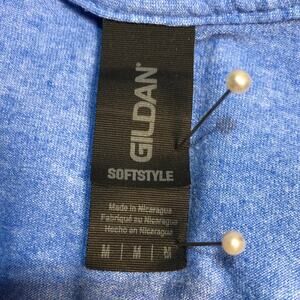 GILDAN
SOFTSTYLE
Made in Nicaragua
Fabriqué au Nicaragua
Hecho en Nicaragua
M M M